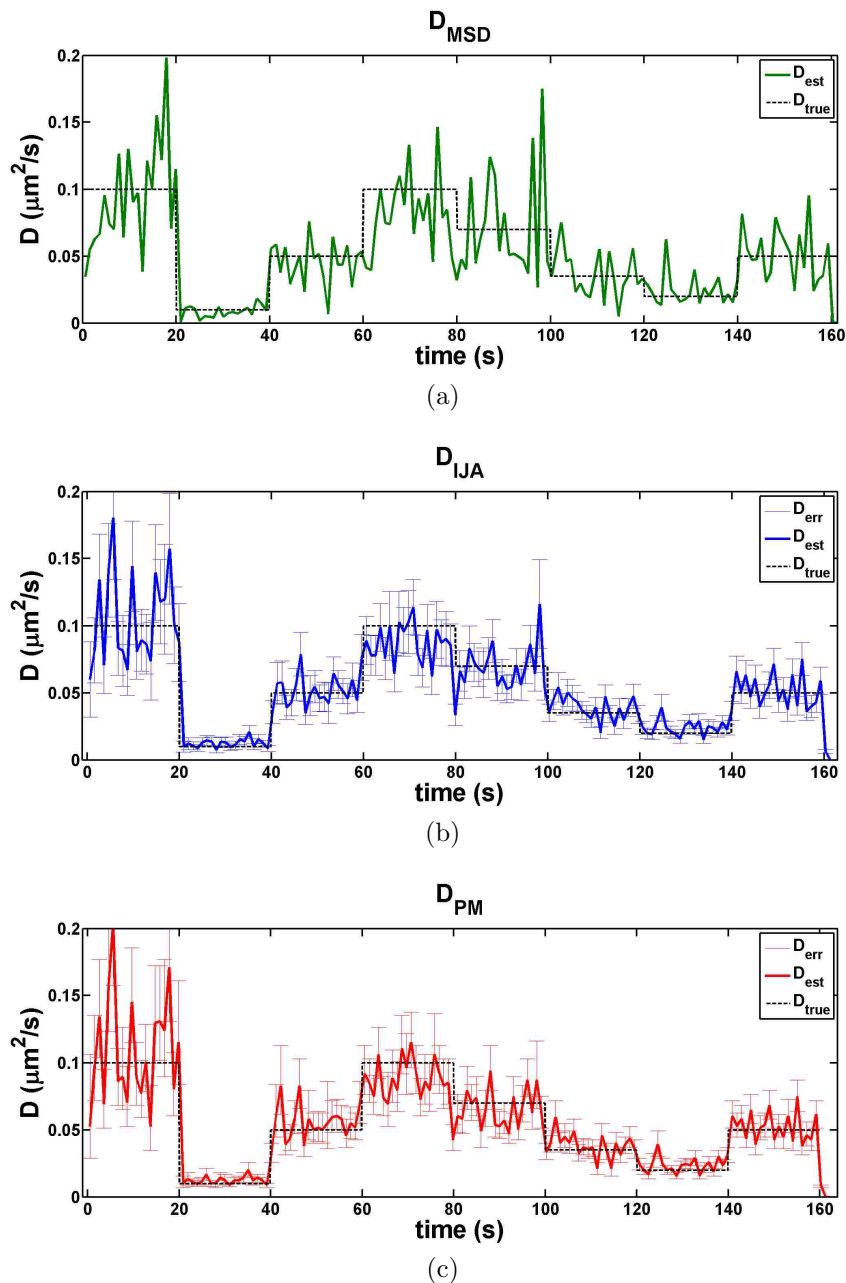 D_MSD
D_est
D_true
D (μm²/s)
0.2
0.15
0.1
0.05
0
0 20 40 60 80 100 120 140 160
time (s)
(a)
D_IJA
D_err
D_est
D_true
D (μm²/s)
0.2
0.15
0.1
0.05
0
0 20 40 60 80 100 120 140 160
time (s)
(b)
D_PM
D_err
D_est
D_true
D (μm²/s)
0.2
0.15
0.1
0.05
0
0 20 40 60 80 100 120 140 160
time (s)
(c)